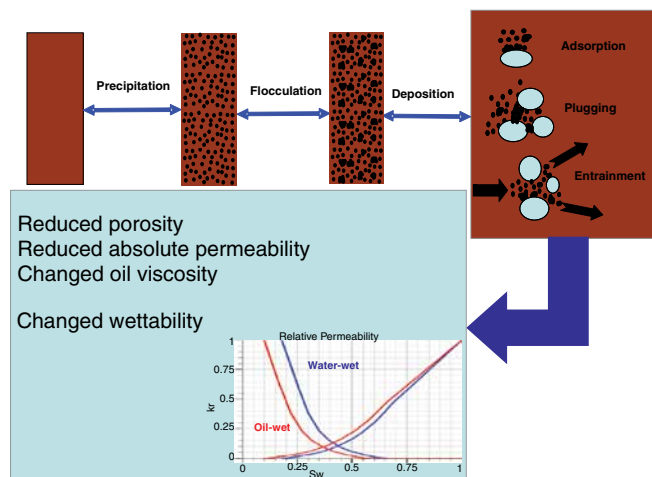 Precipitation
Flocculation
Deposition
Adsorption
Plugging
Entrainment
Reduced porosity
Reduced absolute permeability
Changed oil viscosity
Changed wettability
Relative Permeability
1
0.75
0.5
0.25
0
kr
Water-wet
Oil-wet
0
0.25
0.5
0.75
1
Sw